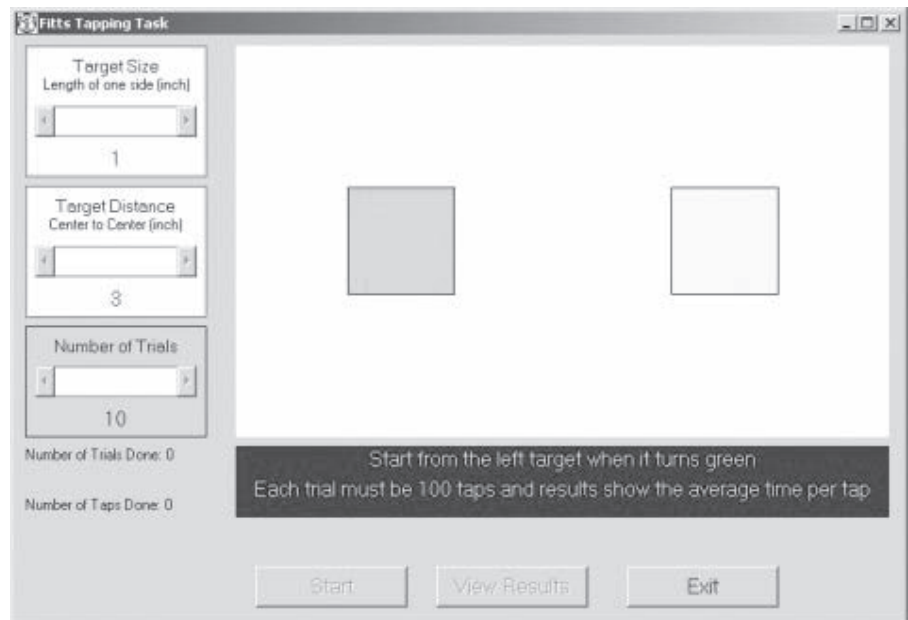 Fitts Tapping Task
Target Size
Length of one side (inch)
1
Target Distance
Center to Center (inch)
3
Number of Trials
10
Number of Trials Done: 0
Number of Taps Done: 0
Start from the left target when it turns green
Each trial must be 100 taps and results show the average time per tap
Start
View Results
Exit